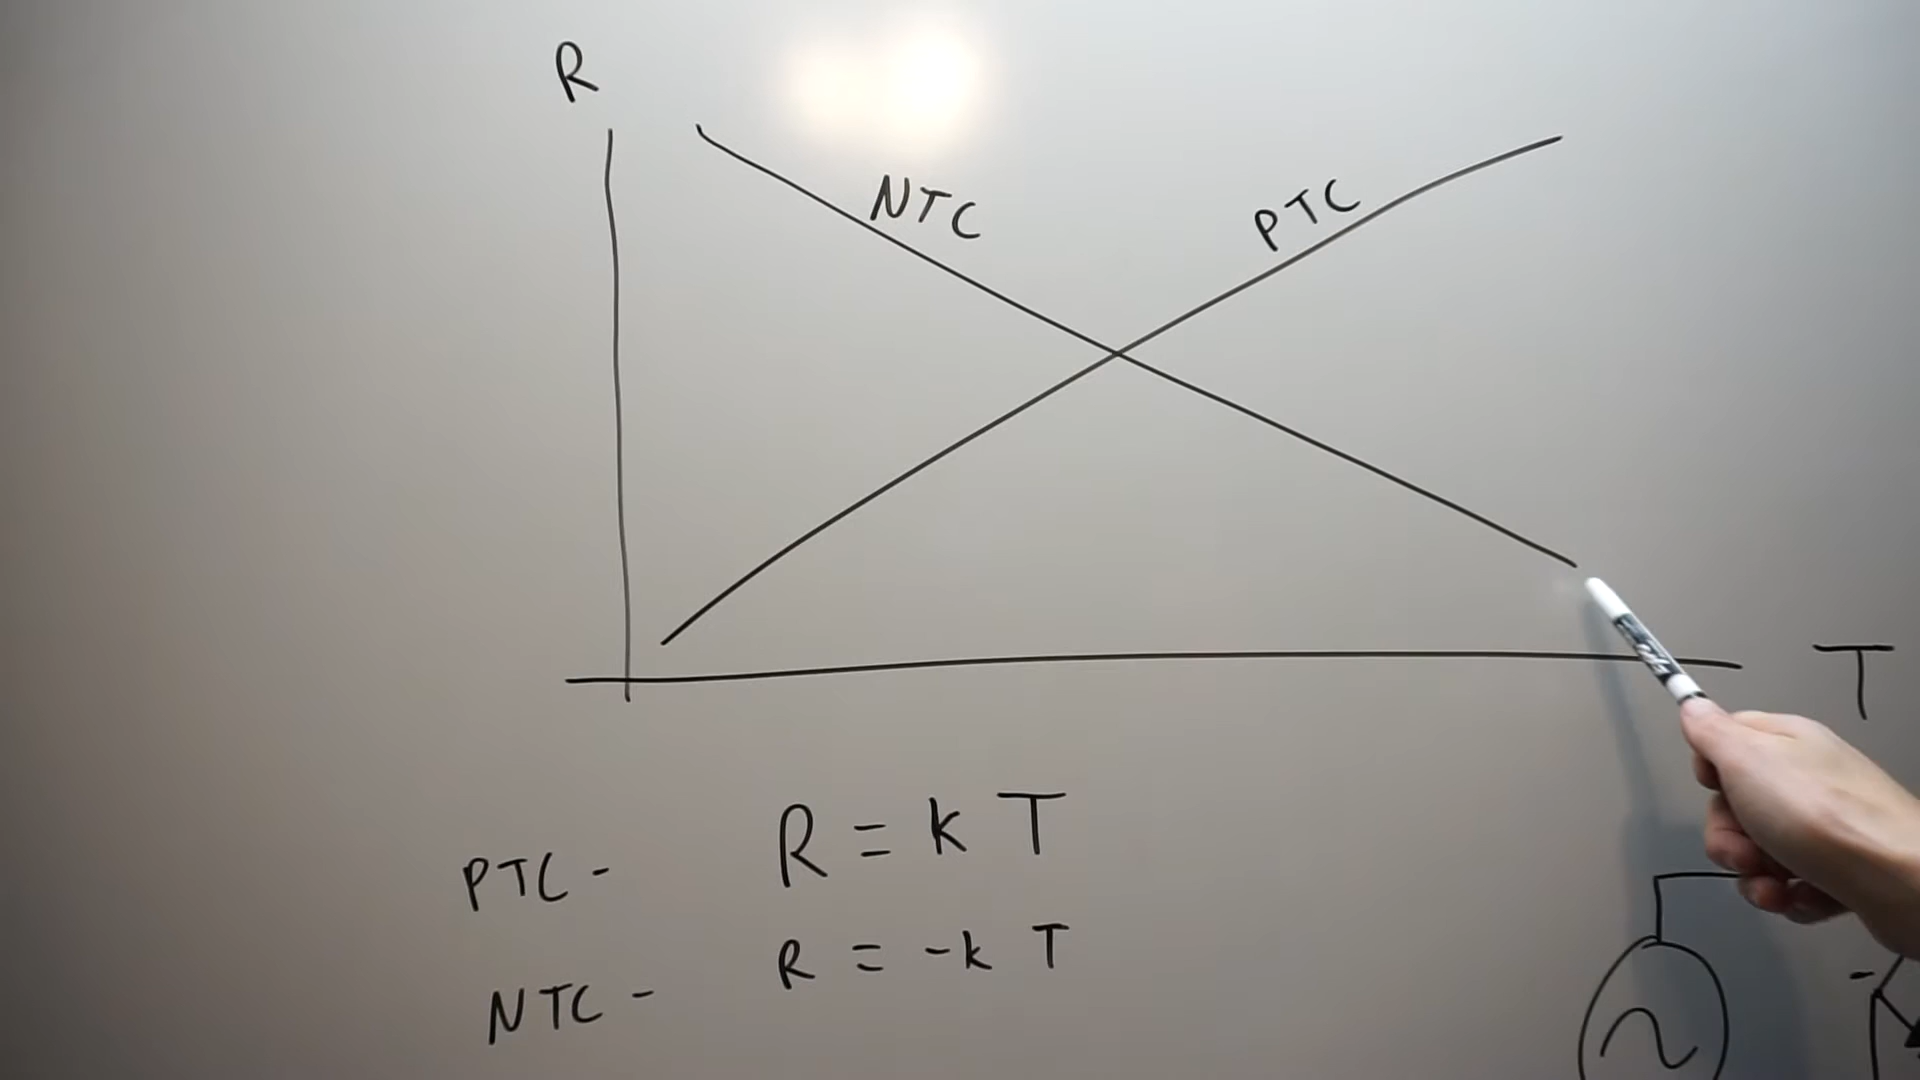 R
NTC
PTC
T
PTC - R = k T
NTC - R = -k T
-